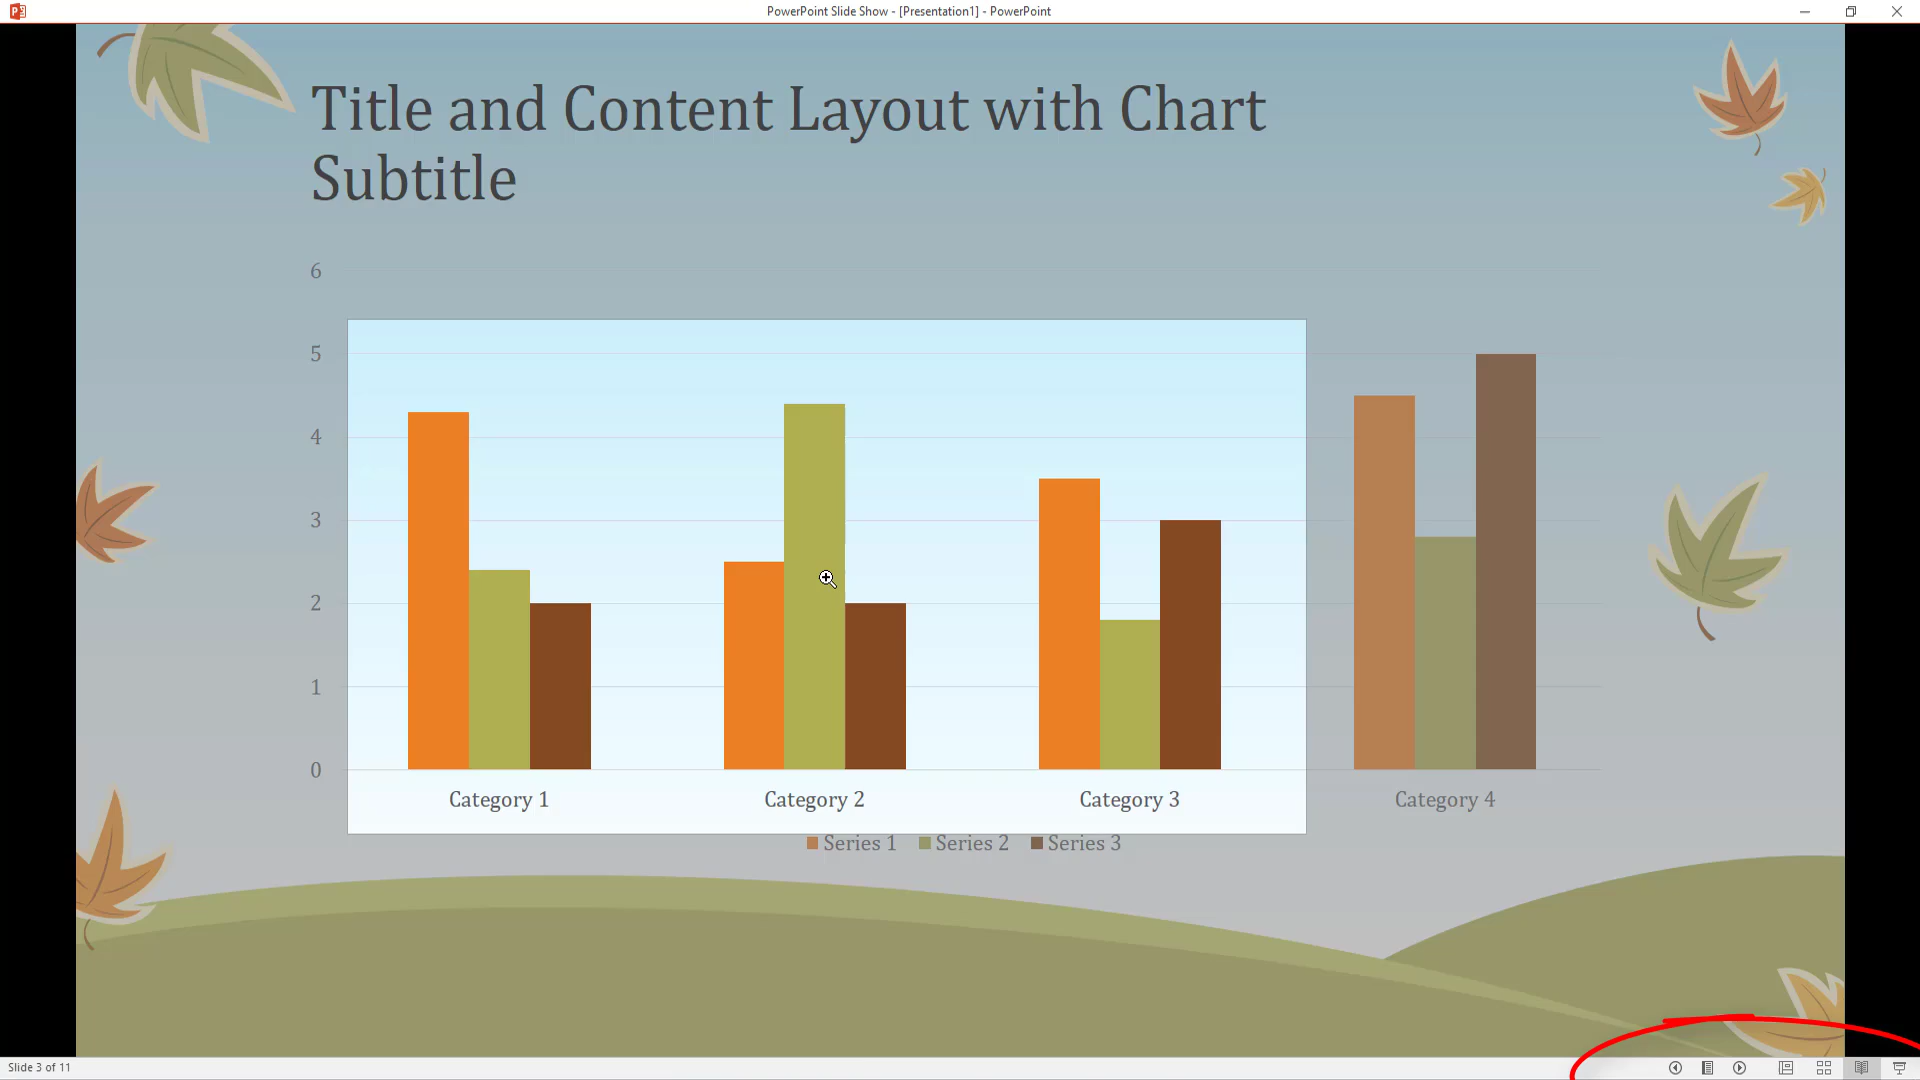 PowerPoint Slide Show - [Presentation1] - PowerPoint
Title and Content Layout with Chart
Subtitle
6
5
4
3
2
1
0
Category 1 Category 2 Category 3 Category 4
Series 1 Series 2 Series 3
Slide 3 of 11